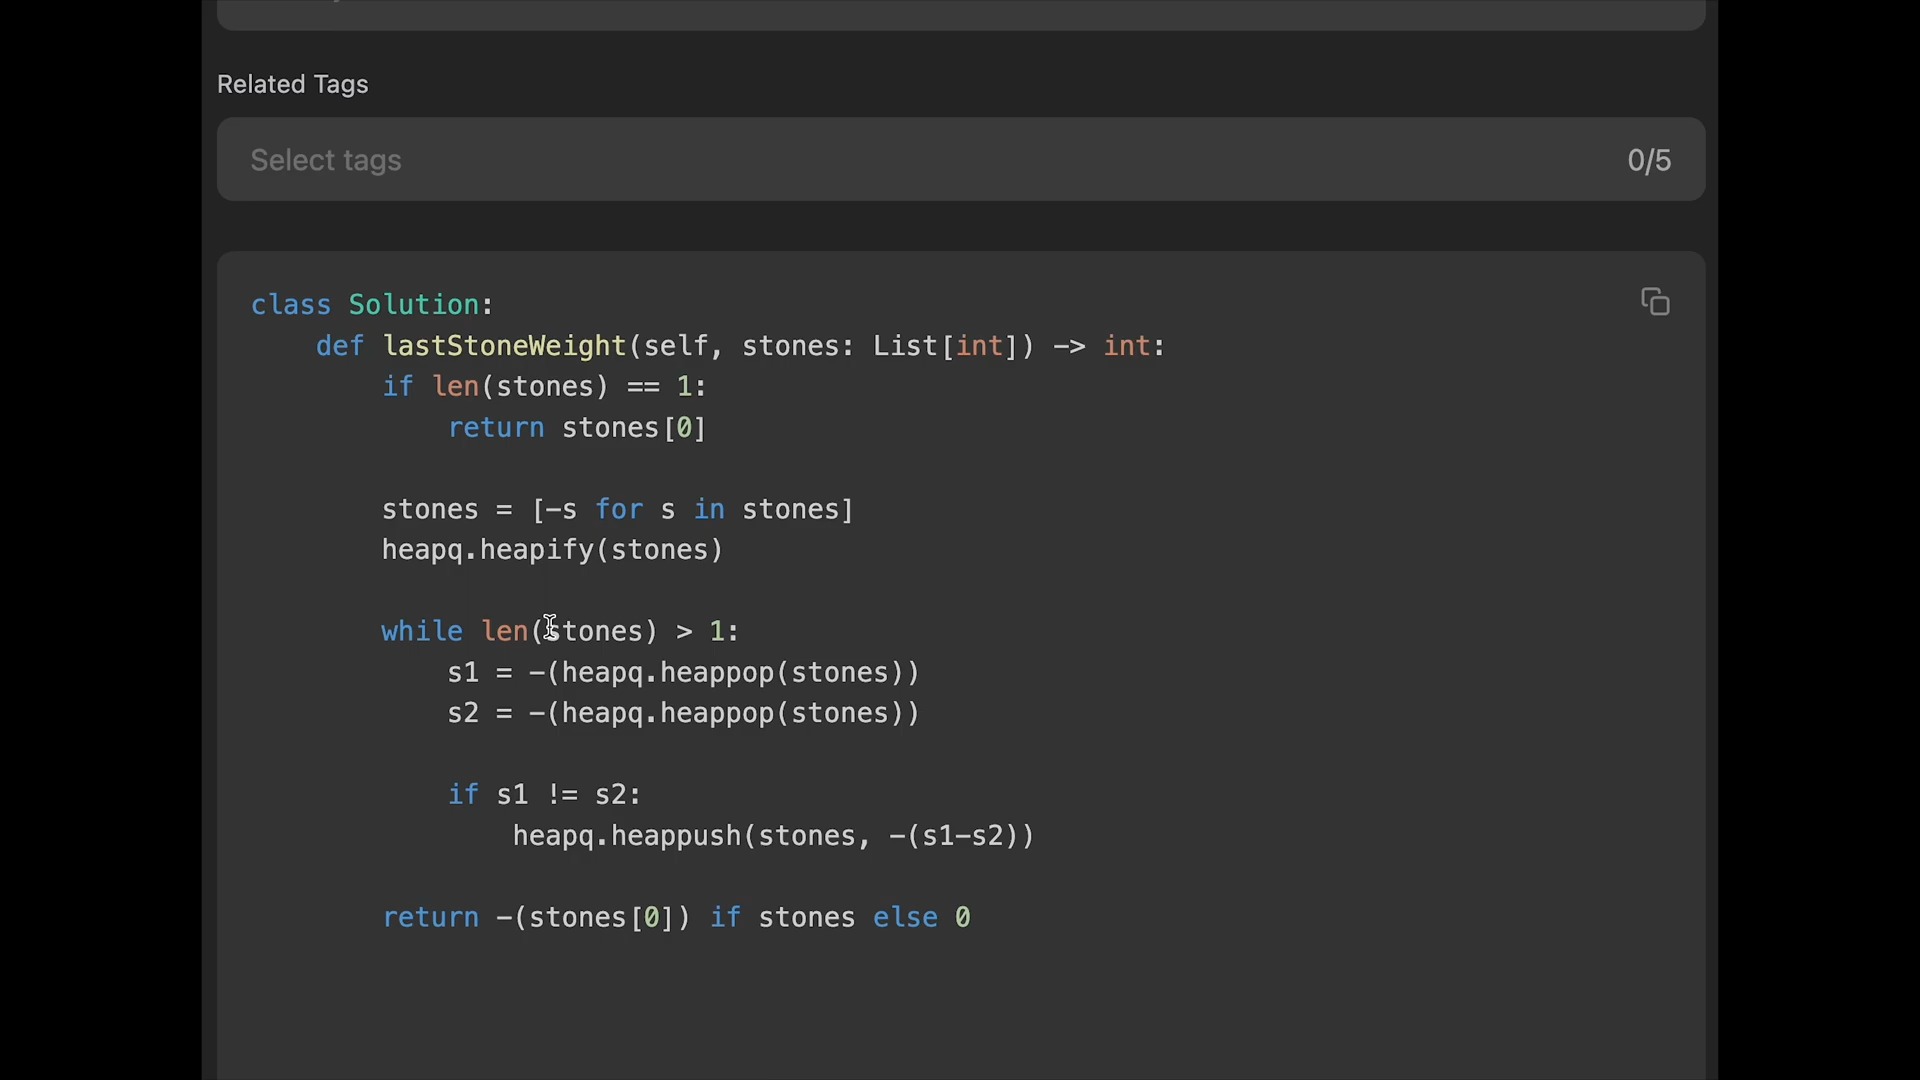 Related Tags
Select tags 0/5
class Solution:
    def lastStoneWeight(self, stones: List[int]) -> int:
        if len(stones) == 1:
            return stones[0]
        stones = [-s for s in stones]
        heapq.heapify(stones)
        while len(stones) > 1:
            s1 = -(heapq.heappop(stones))
            s2 = -(heapq.heappop(stones))
            if s1 != s2:
                heapq.heappush(stones, -(s1-s2))
        return -(stones[0]) if stones else 0